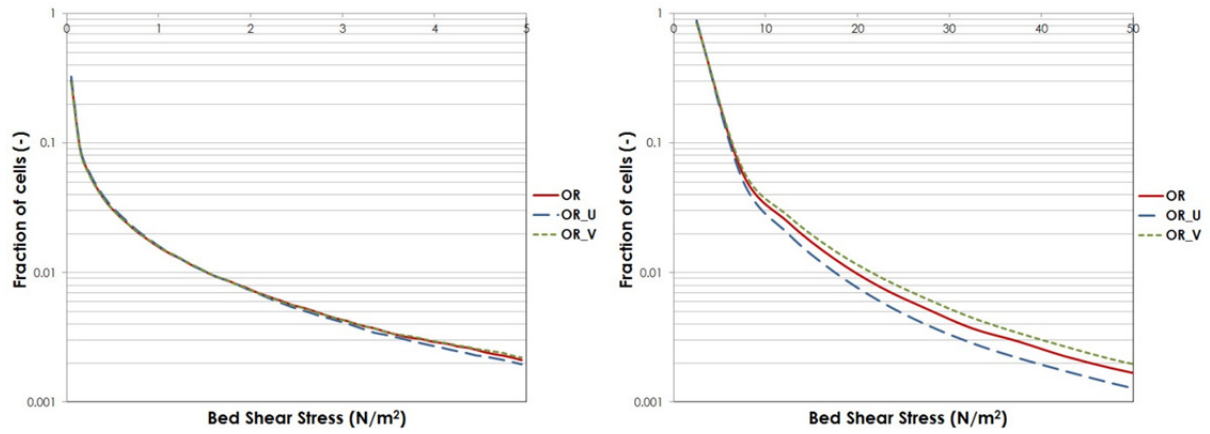 1
0.1
0.01
0.001
0 1 2 3 4 5
Fraction of cells (-)
Bed Shear Stress (N/m²)
OR
OR_U
OR_V
1
0.1
0.01
0.001
0 10 20 30 40 50
Fraction of cells (-)
Bed Shear Stress (N/m²)
OR
OR_U
OR_V